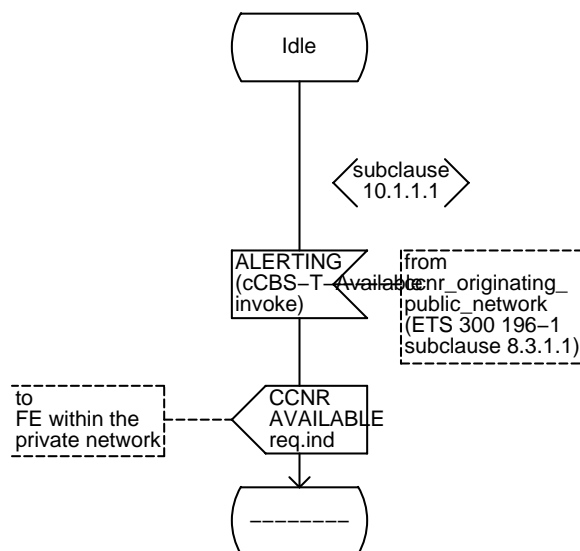 Idle
subclause
10.1.1.1
ALERTING
(cCBS–T–Available
invoke)
from
ccnr_originating_
public_network
(ETS 300 196–1
subclause 8.3.1.1)
to
FE within the
private network
CCNR
AVAILABLE
req.ind